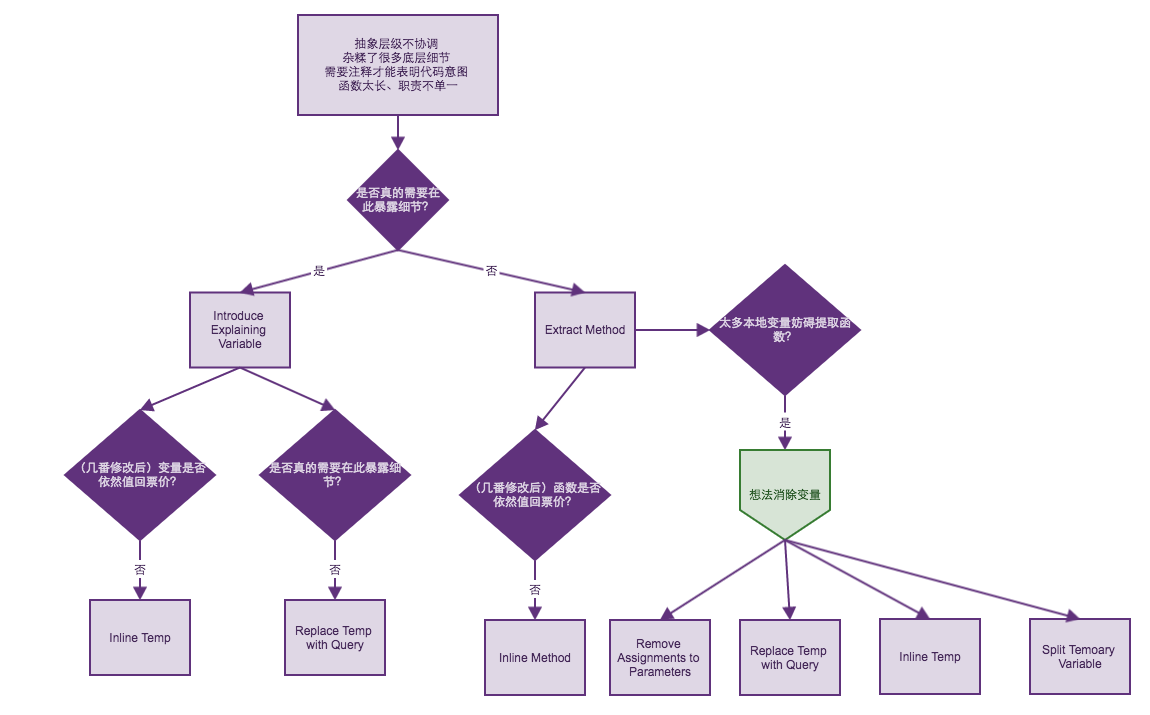 抽象层级不协调
杂糅了很多底层细节
需要注释才能表明代码意图
函数太长、职责不单一
是否真的需要在
此暴露细节?
是
否
Introduce
Explaining
Variable
Extract Method
太多本地变量妨碍提取函
数?
是
（几番修改后）变量是否
依然值回票价?
是否真的需要在此暴露细
节?
（几番修改后）函数是否
依然值回票价?
想法消除变量
否
否
否
Inline Temp
Replace Temp
with Query
Inline Method
Remove
Assignments to
Parameters
Replace Temp
with Query
Inline Temp
Split Temoary
Variable